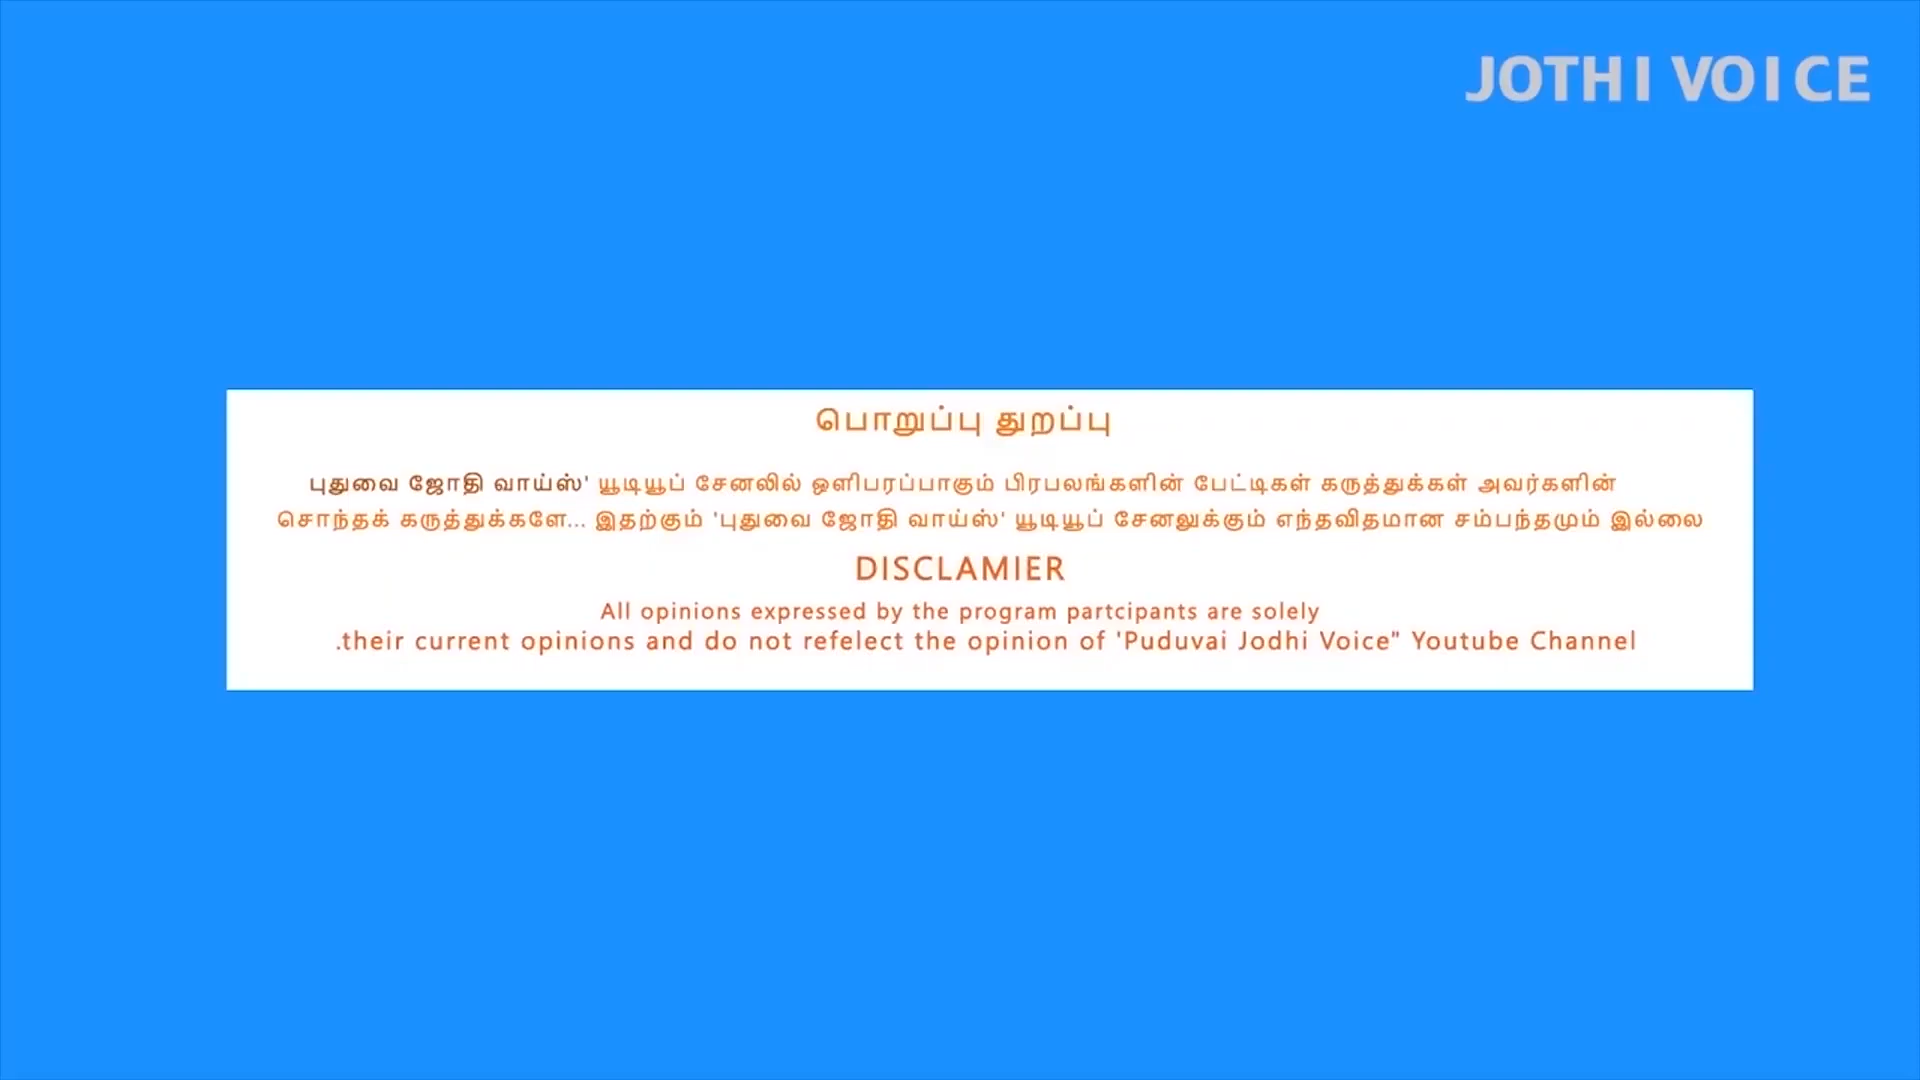 JOTHI VOICE
பொறுப்பு துறப்பு
புதுவை ஜோதி வாய்ஸ்' யூடியூப் சேனலில் ஒளிபரப்பாகும் பிரபலங்களின் பேட்டிகள் கருத்துக்கள் அவர்களின்
சொந்தக் கருத்துக்களே... இதற்கும் 'புதுவை ஜோதி வாய்ஸ்' யூடியூப் சேனலுக்கும் எந்தவிதமான சம்பந்தமும் இல்லை
DISCLAMIER
All opinions expressed by the program partcipants are solely
.their current opinions and do not refelect the opinion of 'Puduvai Jodhi Voice" Youtube Channel